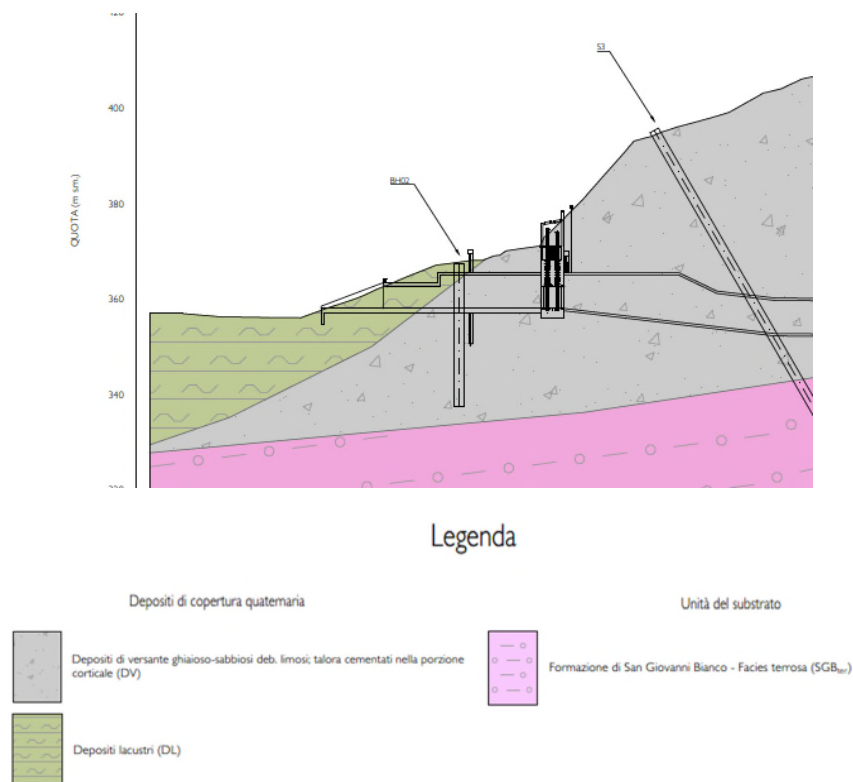 420
S3
400
BH02
380
QUOTA (m s.m.)
360
340
320
Legenda
Depositi di copertura quaternaria
Unità del substrato
Depositi di versante ghiaioso-sabbiosi deb. limosi; talora cementati nella porzione
corticale (DV)
Formazione di San Giovanni Bianco - Facies terrosa (SGBter)
Depositi lacustri (DL)